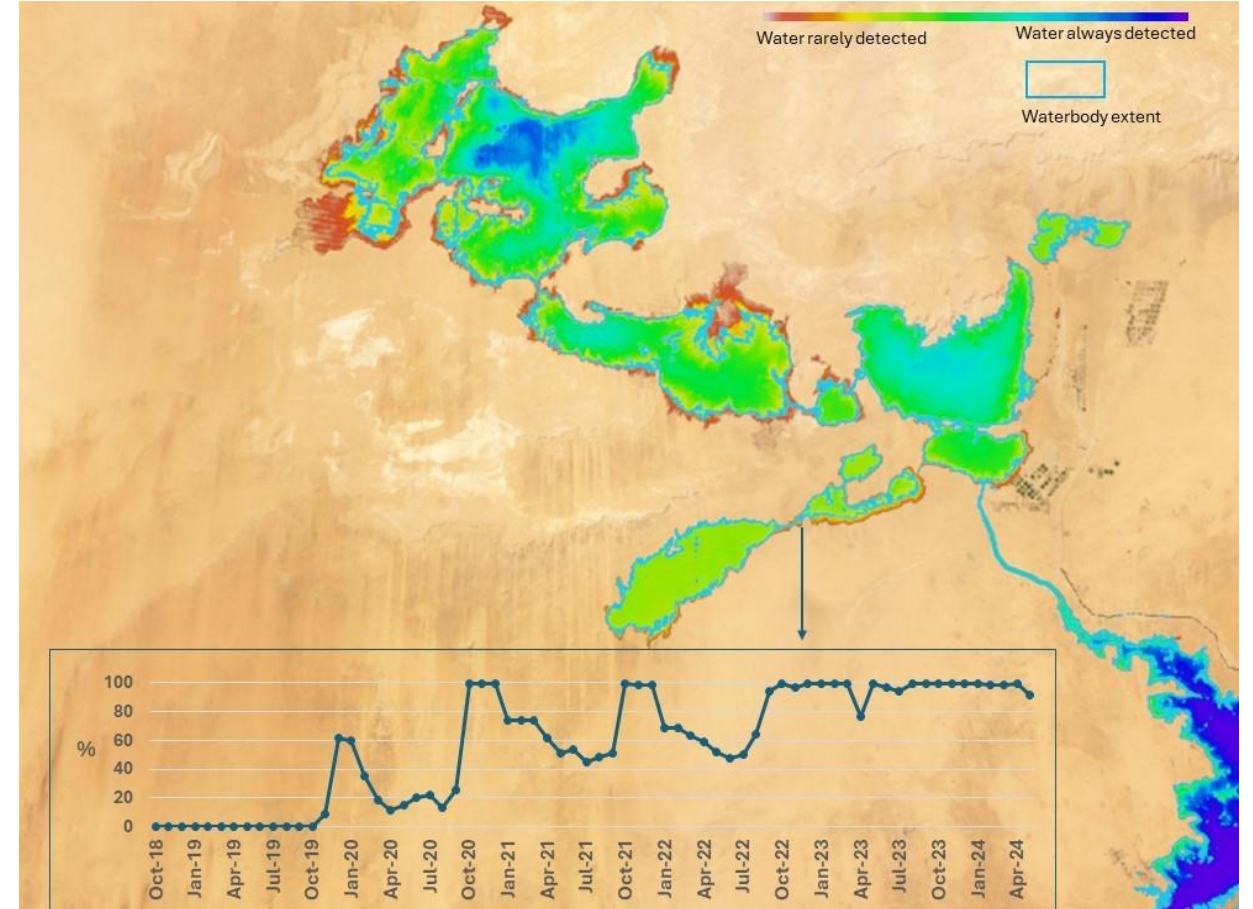 Water rarely detected
Water always detected
Waterbody extent
100
80
60
40
20
0
%
Oct-18
Jan-19
Apr-19
Jul-19
Oct-19
Jan-20
Apr-20
Jul-20
Oct-20
Jan-21
Apr-21
Jul-21
Oct-21
Jan-22
Apr-22
Jul-22
Oct-22
Jan-23
Apr-23
Jul-23
Oct-23
Jan-24
Apr-24